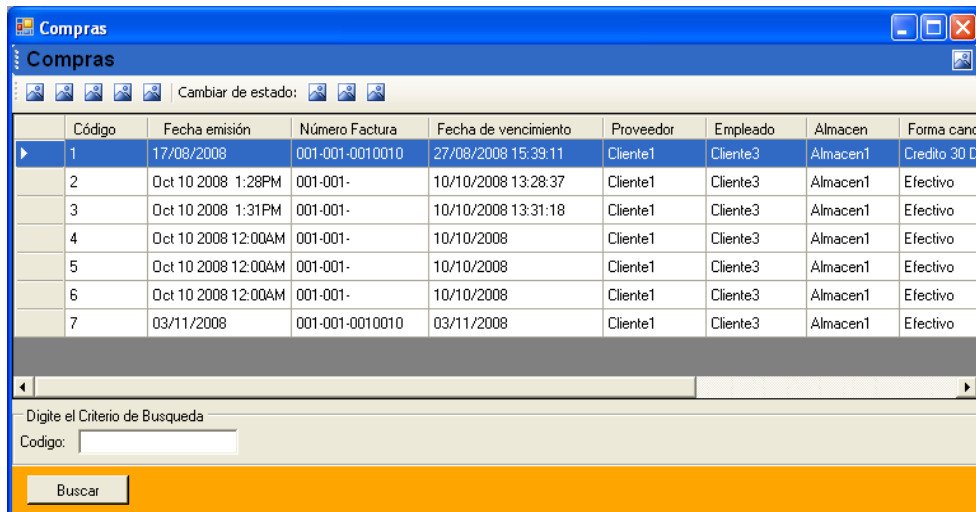 Compras
Compras
Cambiar de estado:
Código Fecha emisión Número Factura Fecha de vencimiento Proveedor Empleado Almacen Forma canc
1 17/08/2008 001-001-0010010 27/08/2008 15:39:11 Cliente1 Cliente3 Almacen1 Credito 30 D
2 Oct 10 2008 1:28PM 001-001- 10/10/2008 13:28:37 Cliente1 Cliente3 Almacen1 Efectivo
3 Oct 10 2008 1:31PM 001-001- 10/10/2008 13:31:18 Cliente1 Cliente3 Almacen1 Efectivo
4 Oct 10 2008 12:00AM 001-001- 10/10/2008 Cliente1 Cliente3 Almacen1 Efectivo
5 Oct 10 2008 12:00AM 001-001- 10/10/2008 Cliente1 Cliente3 Almacen1 Efectivo
6 Oct 10 2008 12:00AM 001-001- 10/10/2008 Cliente1 Cliente3 Almacen1 Efectivo
7 03/11/2008 001-001-0010010 03/11/2008 Cliente1 Cliente3 Almacen1 Efectivo
Digite el Criterio de Busqueda
Codigo:
Buscar